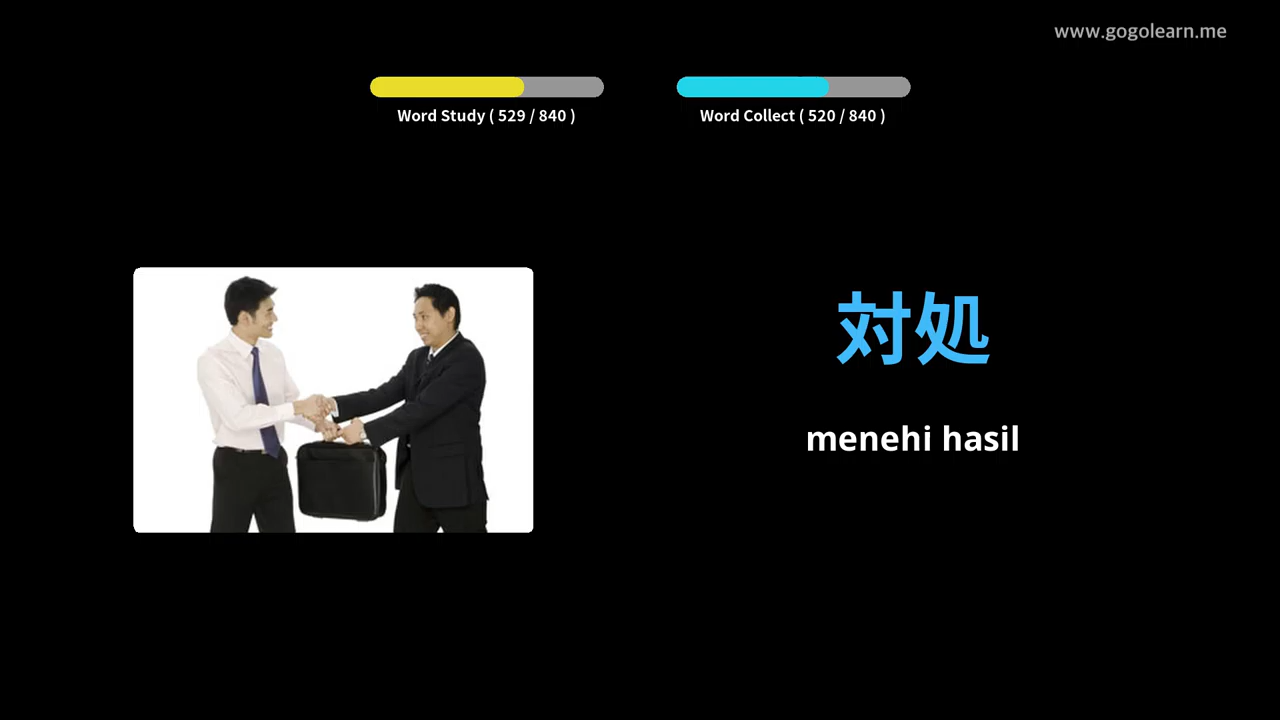 www.gogolearn.me
Word Study ( 529 / 840 )
Word Collect ( 520 / 840 )
対処
menehi hasil